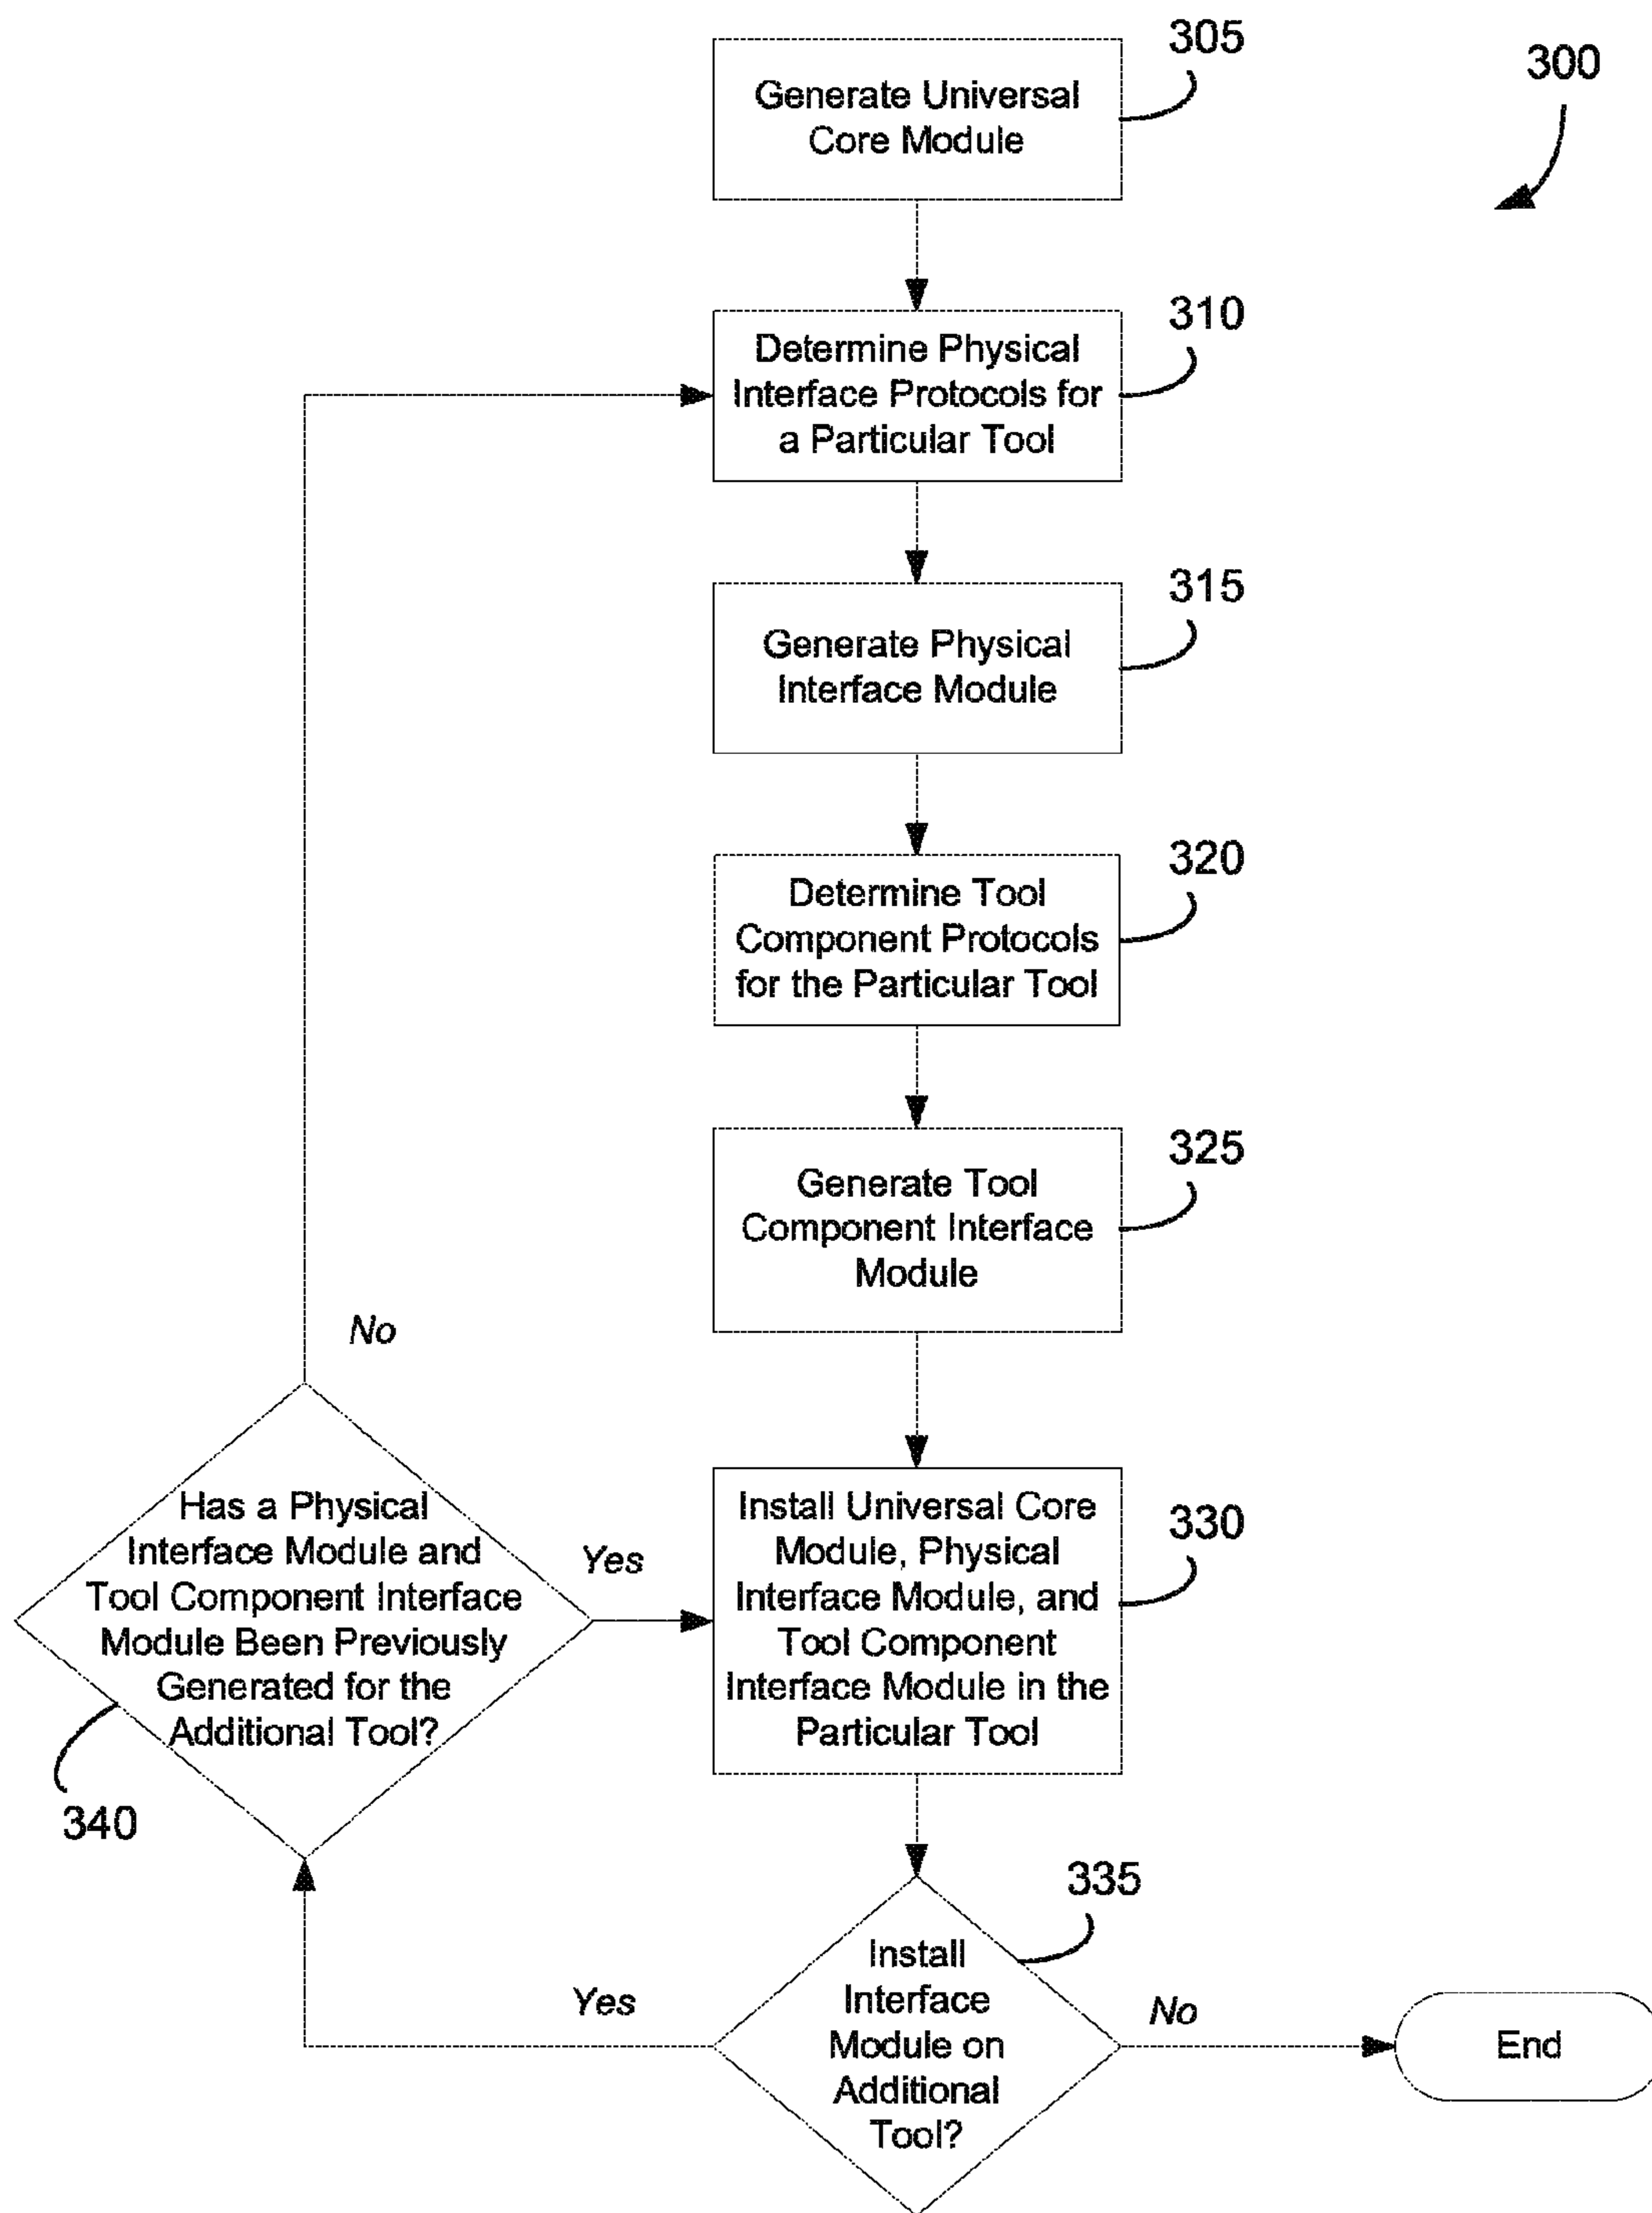 305
300
Generate Universal
Core Module
310
Determine Physical
Interface Protocols for
a Particular Tool
315
Generate Physical
Interface Module
320
Determine Tool
Component Protocols
for the Particular Tool
325
Generate Tool
Component Interface
Module
No
Has a Physical
Interface Module and
Tool Component Interface
Module Been Previously
Generated for the
Additional Tool?
340
Yes
330
Install Universal Core
Module, Physical
Interface Module, and
Tool Component
Interface Module in the
Particular Tool
335
Install
Interface
Module on
Additional
Tool?
Yes
No
End